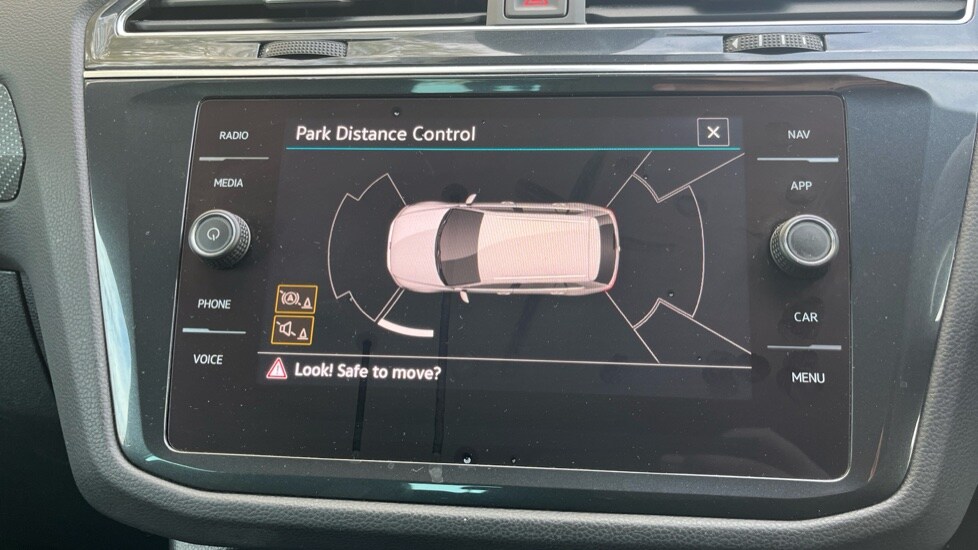 Park Distance Control
RADIO
MEDIA
PHONE
VOICE
NAV
APP
CAR
MENU
A
Look! Safe to move?